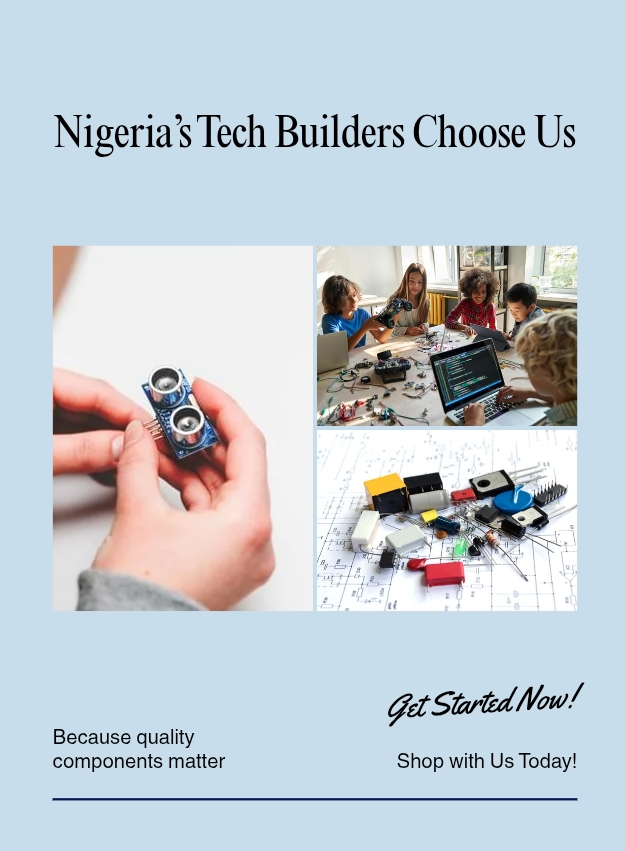 Nigeria’s Tech Builders Choose Us
Get Started Now!
Because quality
components matter
Shop with Us Today!